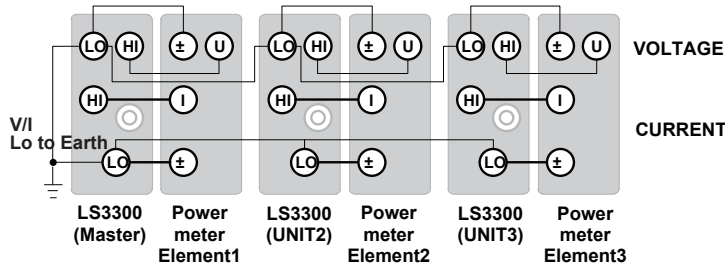 LO HI ± U LO HI ± U LO HI ± U VOLTAGE
HI I HI I HI I
V/I
Lo to Earth CURRENT
LO ± LO ± LO ±
LS3300 Power LS3300 Power LS3300 Power
(Master) meter (UNIT2) meter (UNIT3) meter
Element1 Element2 Element3